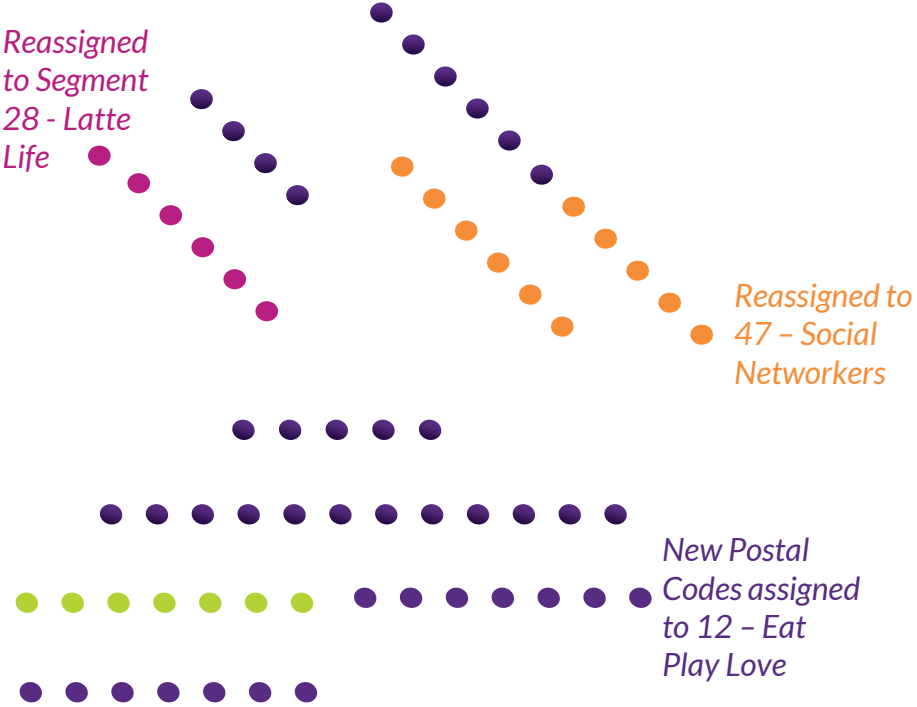 Reassigned
to Segment
28 - Latte
Life
Reassigned to
47 – Social
Networkers
New Postal
Codes assigned
to 12 – Eat
Play Love